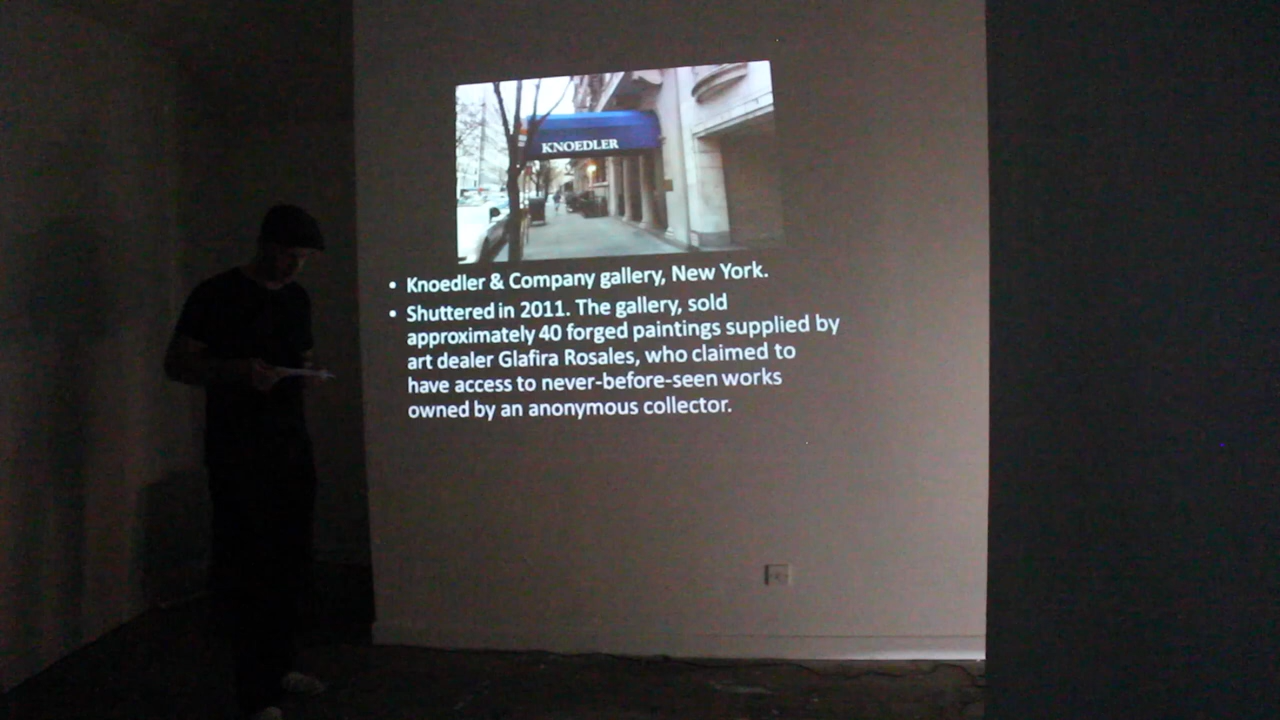 KNOEDLER
• Knoedler & Company gallery, New York.
• Shuttered in 2011. The gallery, sold
approximately 40 forged paintings supplied by
art dealer Glafira Rosales, who claimed to
have access to never-before-seen works
owned by an anonymous collector.